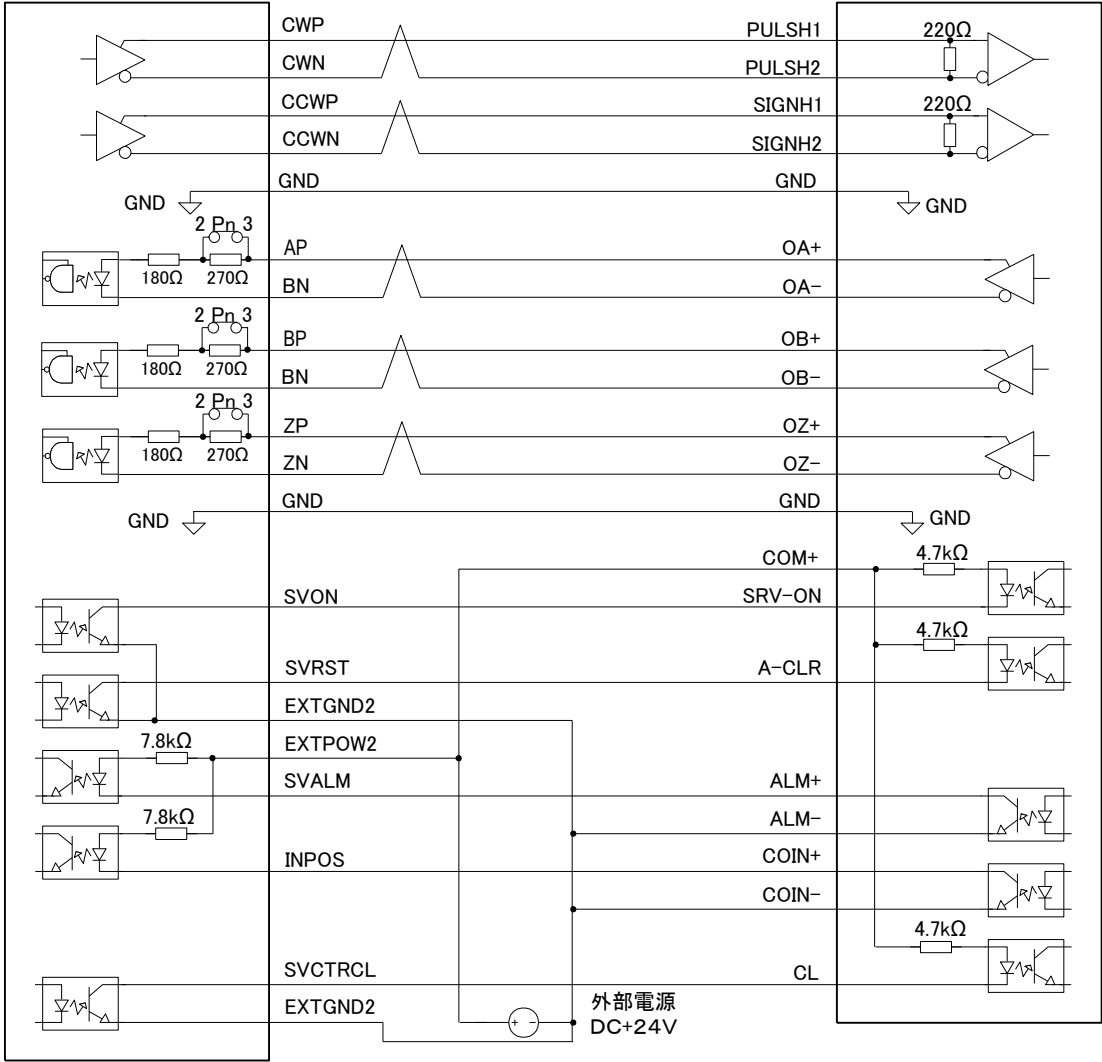 CWP
PULSH1
220Ω
CWN
PULSH2
CCWP
SIGNH1
220Ω
CCWN
SIGNH2
GND
GND
GND
GND
2 Pn 3
AP
OA+
180Ω
270Ω
BN
OA-
2 Pn 3
BP
OB+
180Ω
270Ω
BN
OB-
2 Pn 3
ZP
OZ+
180Ω
270Ω
ZN
OZ-
GND
GND
GND
GND
COM+
4.7kΩ
SVON
SRV-ON
4.7kΩ
SVRST
A-CLR
EXTGND2
7.8kΩ
EXTPOW2
SVALM
ALM+
7.8kΩ
ALM-
INPOS
COIN+
COIN-
4.7kΩ
SVCTRCL
CL
EXTGND2
+ -
外部電源
DC+24V